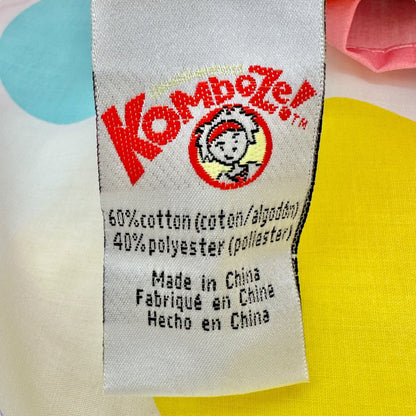 KomboZe!™
60%cotton(coton/algodón)
40%polyester(poliester)
Made in China
Fabriqué en Chine
Hecho en China